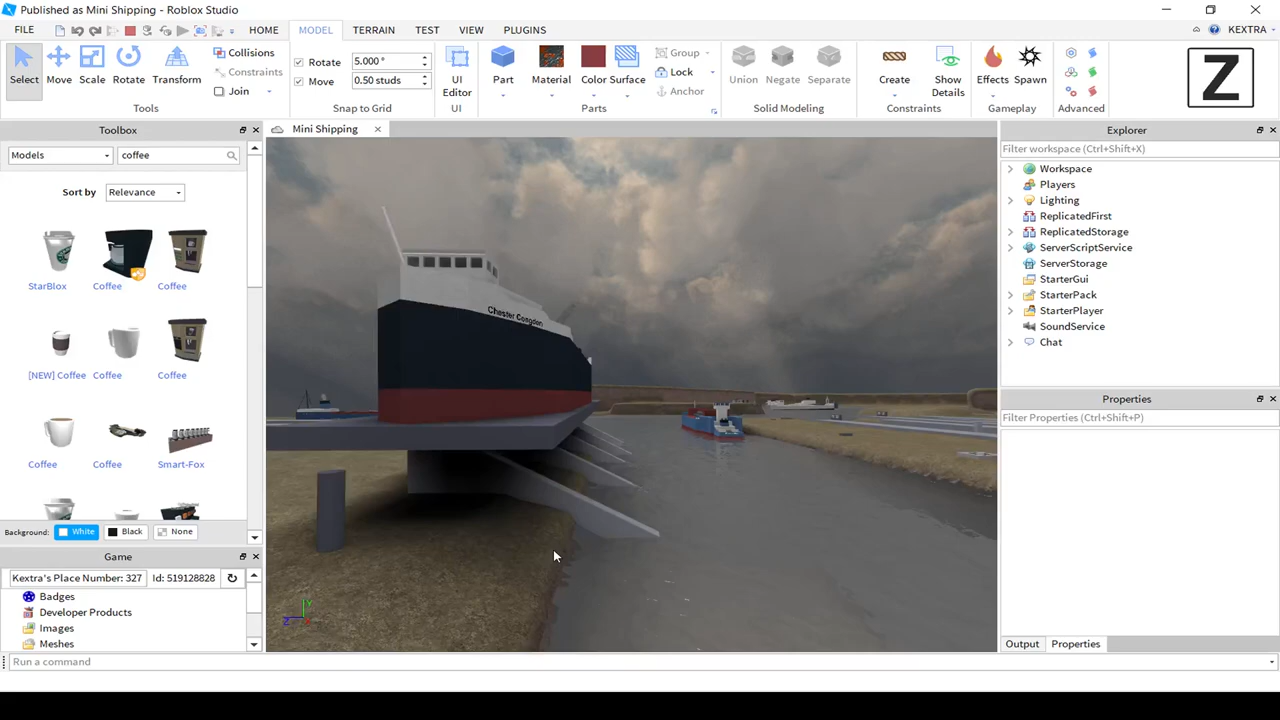 Published as Mini Shipping - Roblox Studio
FILE HOME MODEL TERRAIN TEST VIEW PLUGINS KEXTRA
Select Move Scale Rotate Transform
Collisions
Constraints
Join
Tools
Rotate 5.000 °
Move 0.50 studs
Snap to Grid
UI
Editor
UI
Part Material Color Surface
Group
Lock
Anchor
Parts
Union Negate Separate
Solid Modeling
Create Show
Details
Constraints
Effects Spawn
Gameplay
Advanced
Z
Toolbox
Models coffee
Sort by Relevance
StarBlox Coffee Coffee
[NEW] Coffee Coffee Coffee
Coffee Coffee Smart-Fox
Background: White Black None
Game
Kextra's Place Number: 327 Id: 519128828
Badges
Developer Products
Images
Meshes
Mini Shipping
Chester Congdon
Y
Z
Explorer
Filter workspace (Ctrl+Shift+X)
Workspace
Players
Lighting
ReplicatedFirst
ReplicatedStorage
ServerScriptService
ServerStorage
StarterGui
StarterPack
StarterPlayer
SoundService
Chat
Properties
Filter Properties (Ctrl+Shift+P)
Output Properties
Run a command